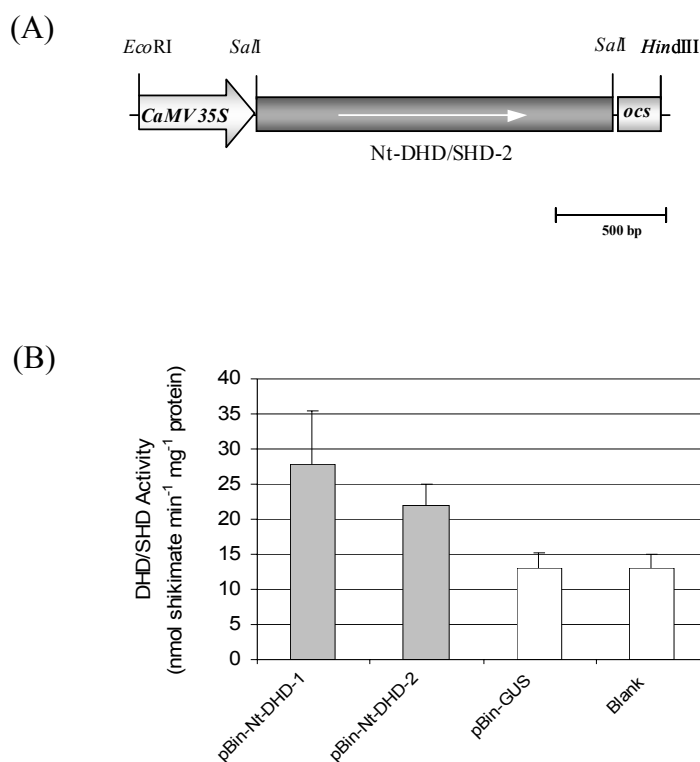 (A)
EcoRI SalI SalI HindIII
CaMV 35S ocs
Nt-DHD/SHD-2
500 bp
(B)
DHD/SHD Activity
(nmol shikimate min⁻¹ mg⁻¹ protein)
40
35
30
25
20
15
10
5
0
pBin-Nt-DHD-1
pBin-Nt-DHD-2
pBin-GUS
Blank